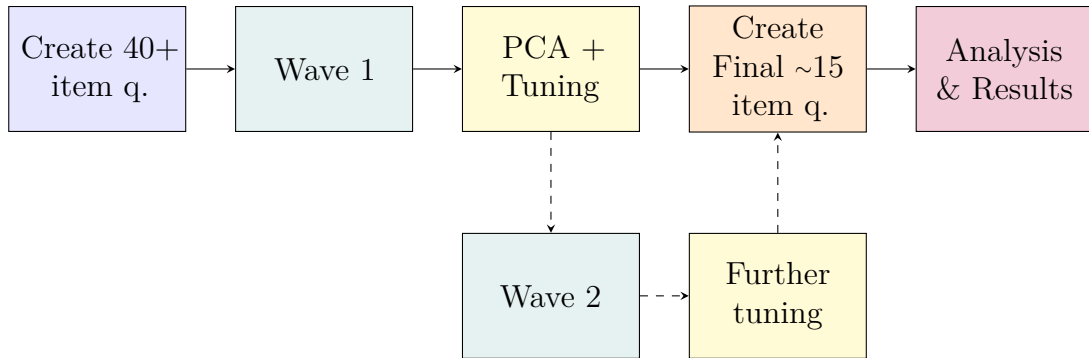 Create 40+
item q.
Wave 1
PCA +
Tuning
Create
Final ~15
item q.
Analysis
& Results
Wave 2
Further
tuning